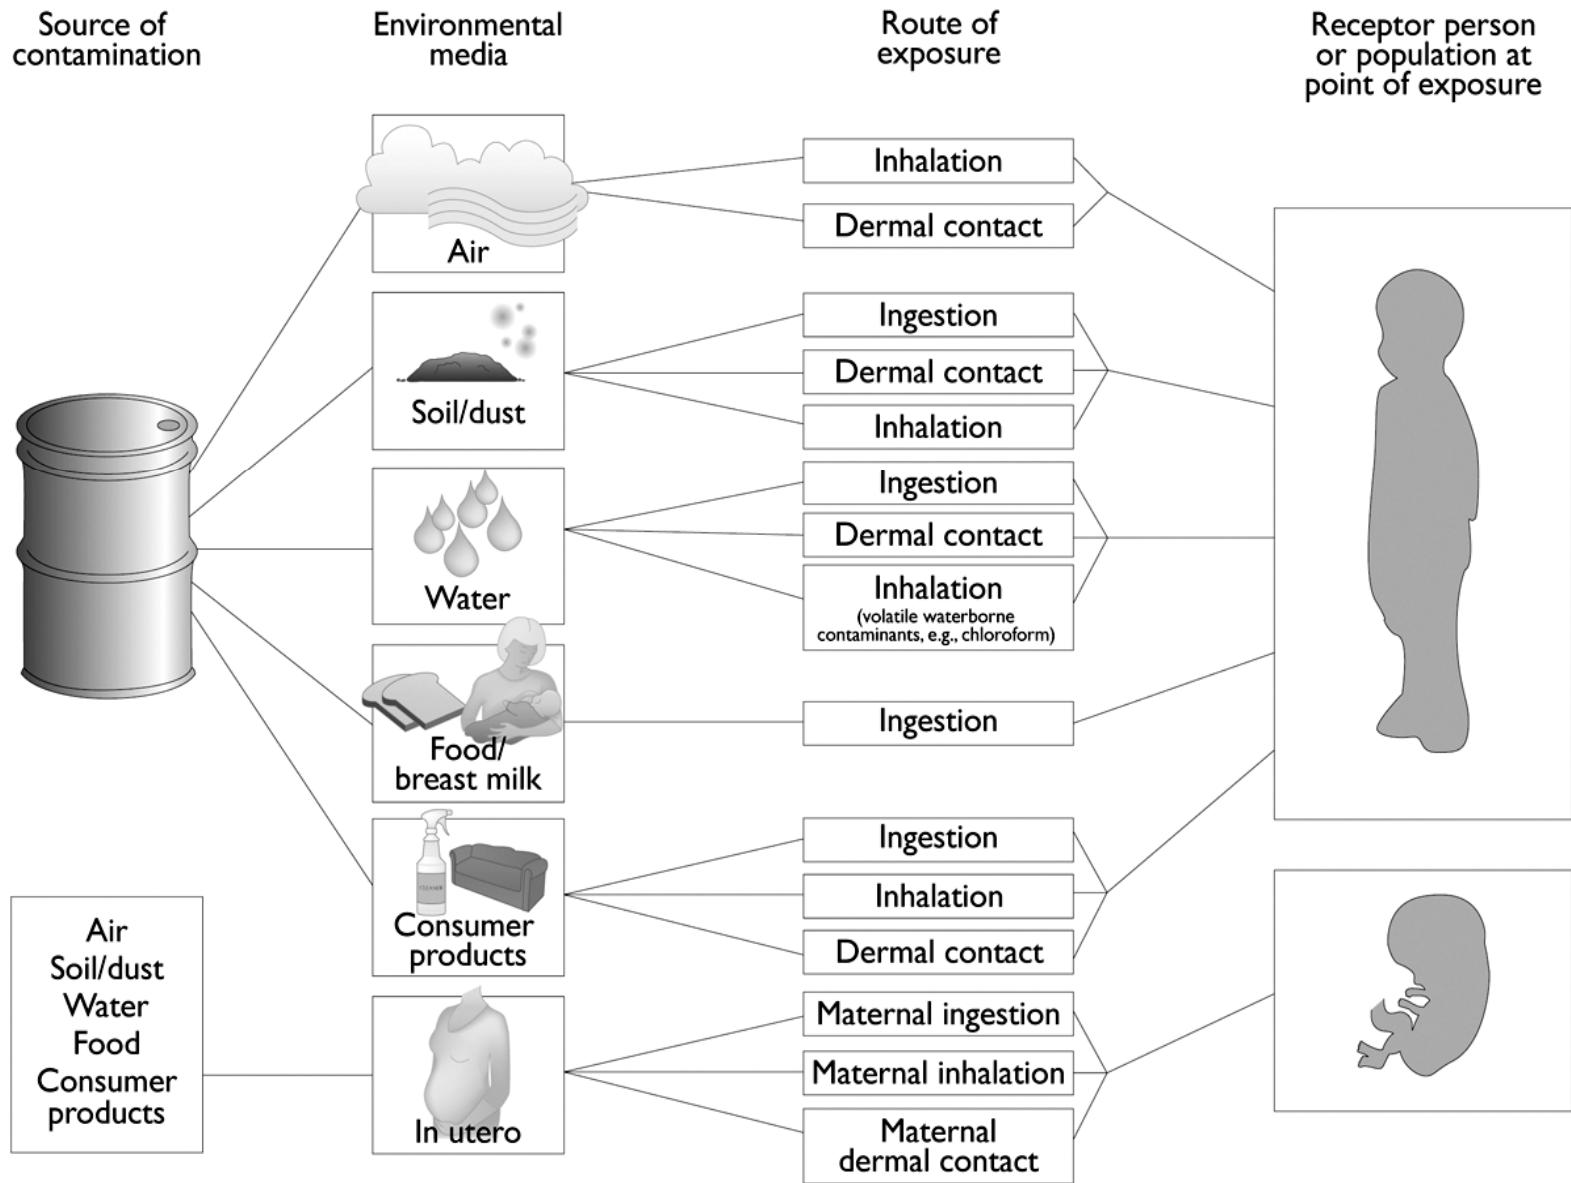 Source of
contamination
Environmental
media
Route of
exposure
Receptor person
or population at
point of exposure
Air
Inhalation
Dermal contact
Soil/dust
Ingestion
Dermal contact
Inhalation
Water
Ingestion
Dermal contact
Inhalation
(volatile waterborne
contaminants, e.g., chloroform)
Food/
breast milk
Ingestion
CLEANER
Consumer
products
Ingestion
Inhalation
Dermal contact
Air
Soil/dust
Water
Food
Consumer
products
In utero
Maternal ingestion
Maternal inhalation
Maternal
dermal contact